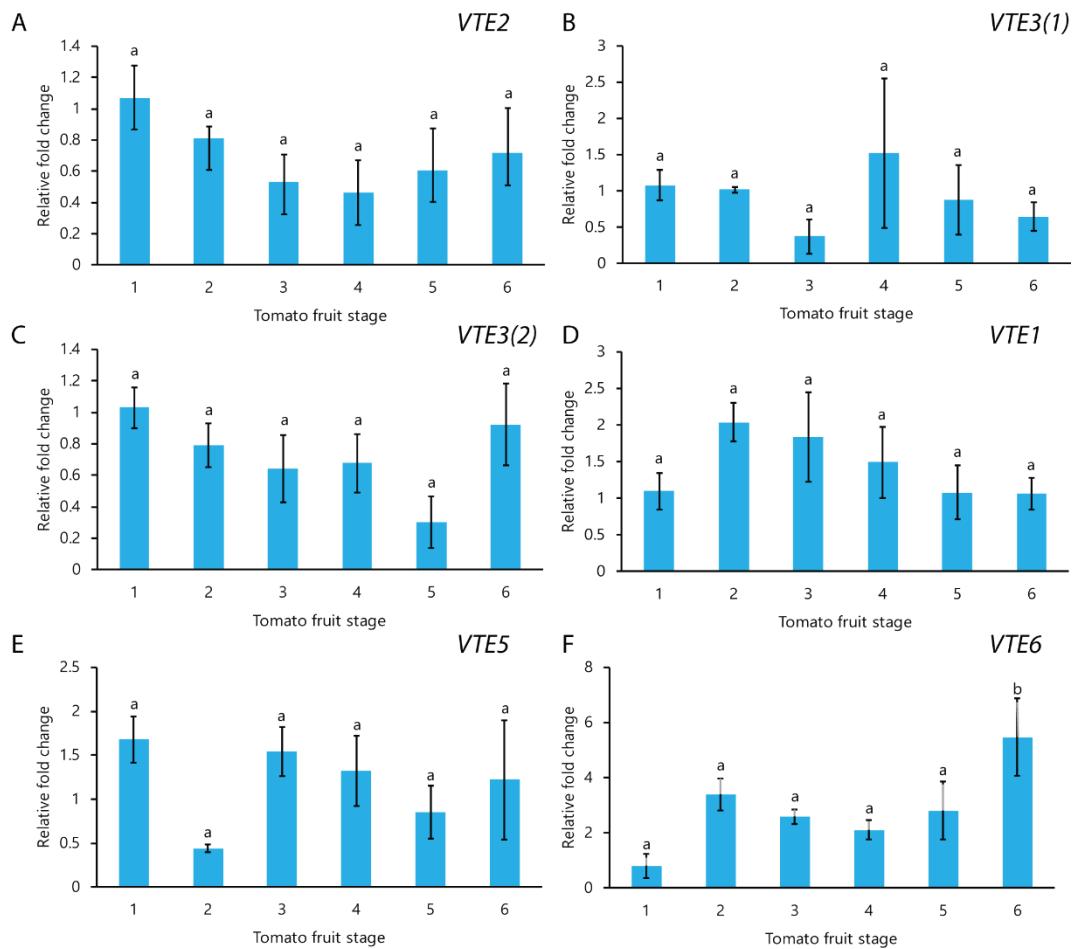 A
VTE2
Relative fold change
1.4
1.2
1
0.8
0.6
0.4
0.2
0
a a a a a a
1 2 3 4 5 6
Tomato fruit stage
B
VTE3(1)
Relative fold change
3
2.5
2
1.5
1
0.5
0
a a a a a a
1 2 3 4 5 6
Tomato fruit stage
C
VTE3(2)
Relative fold change
1.4
1.2
1
0.8
0.6
0.4
0.2
0
a a a a a a
1 2 3 4 5 6
Tomato fruit stage
D
VTE1
Relative fold change
3
2.5
2
1.5
1
0.5
0
a a a a a a
1 2 3 4 5 6
Tomato fruit stage
E
VTE5
Relative fold change
2.5
2
1.5
1
0.5
0
a a a a a a
1 2 3 4 5 6
Tomato fruit stage
F
VTE6
Relative fold change
8
6
4
2
0
a a a a a b
1 2 3 4 5 6
Tomato fruit stage